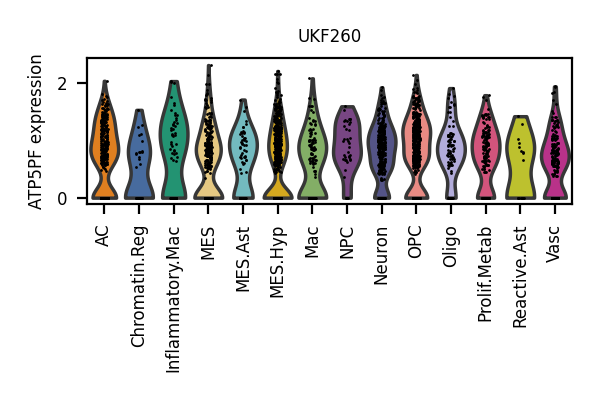 UKF260
ATP5PF expression
2
0
AC
Chromatin.Reg
Inflammatory.Mac
MES
MES.Ast
MES.Hyp
Mac
NPC
Neuron
OPC
Oligo
Prolif.Metab
Reactive.Ast
Vasc